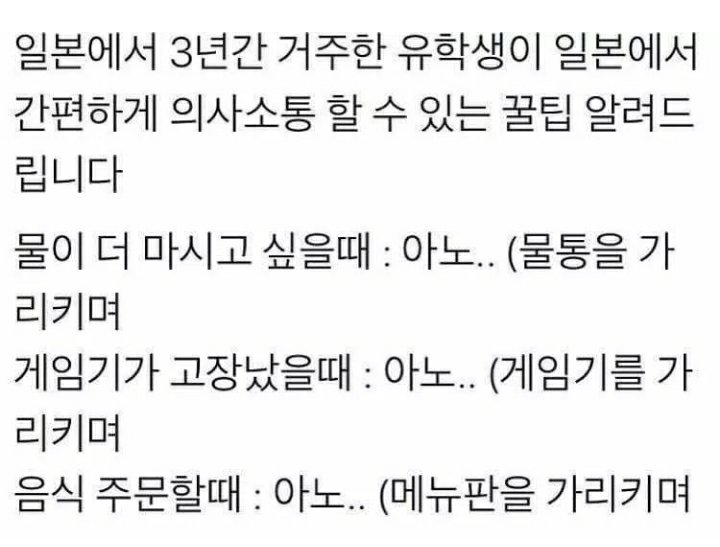 일본에서 3년간 거주한 유학생이 일본에서
간편하게 의사소통 할 수 있는 꿀팁 알려드
립니다
물이 더 마시고 싶을때 : 아노.. (물통을 가
리키며
게임기가 고장났을때 : 아노.. (게임기를 가
리키며
음식 주문할때 : 아노.. (메뉴판을 가리키며